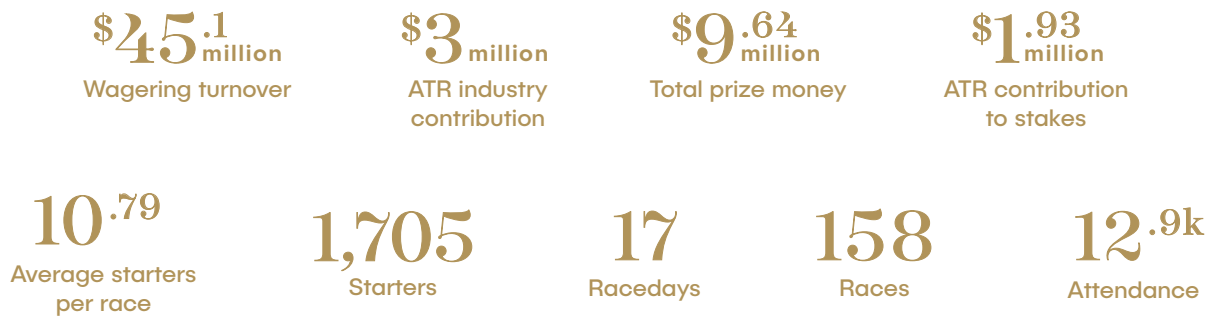 $45.1 million
Wagering turnover
$3 million
ATR industry
contribution
$9.64 million
Total prize money
$1.93 million
ATR contribution
to stakes
10.79
Average starters
per race
1,705
Starters
17
Racedays
158
Races
12.9k
Attendance